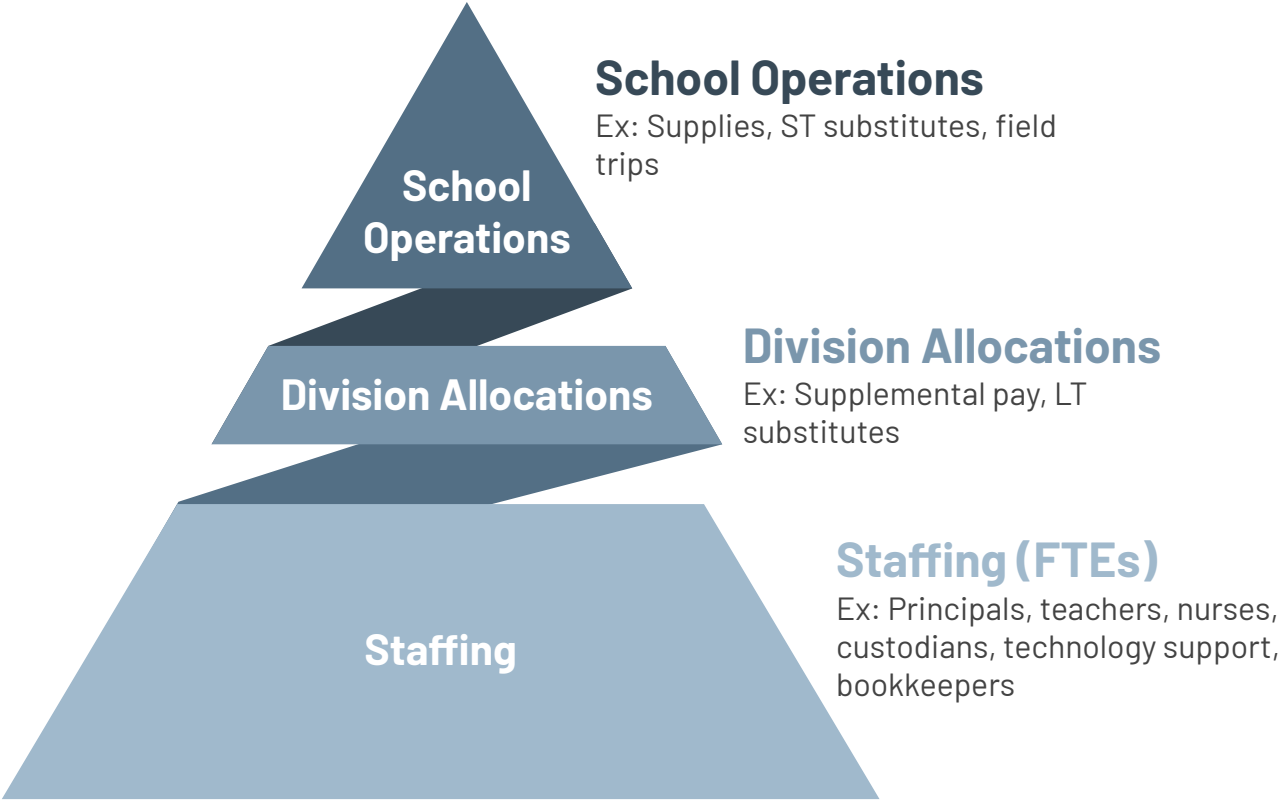 School Operations
Ex: Supplies, ST substitutes, field
trips
School
Operations
Division Allocations
Ex: Supplemental pay, LT
substitutes
Division Allocations
Staffing (FTEs)
Ex: Principals, teachers, nurses,
custodians, technology support,
bookkeepers
Staffing